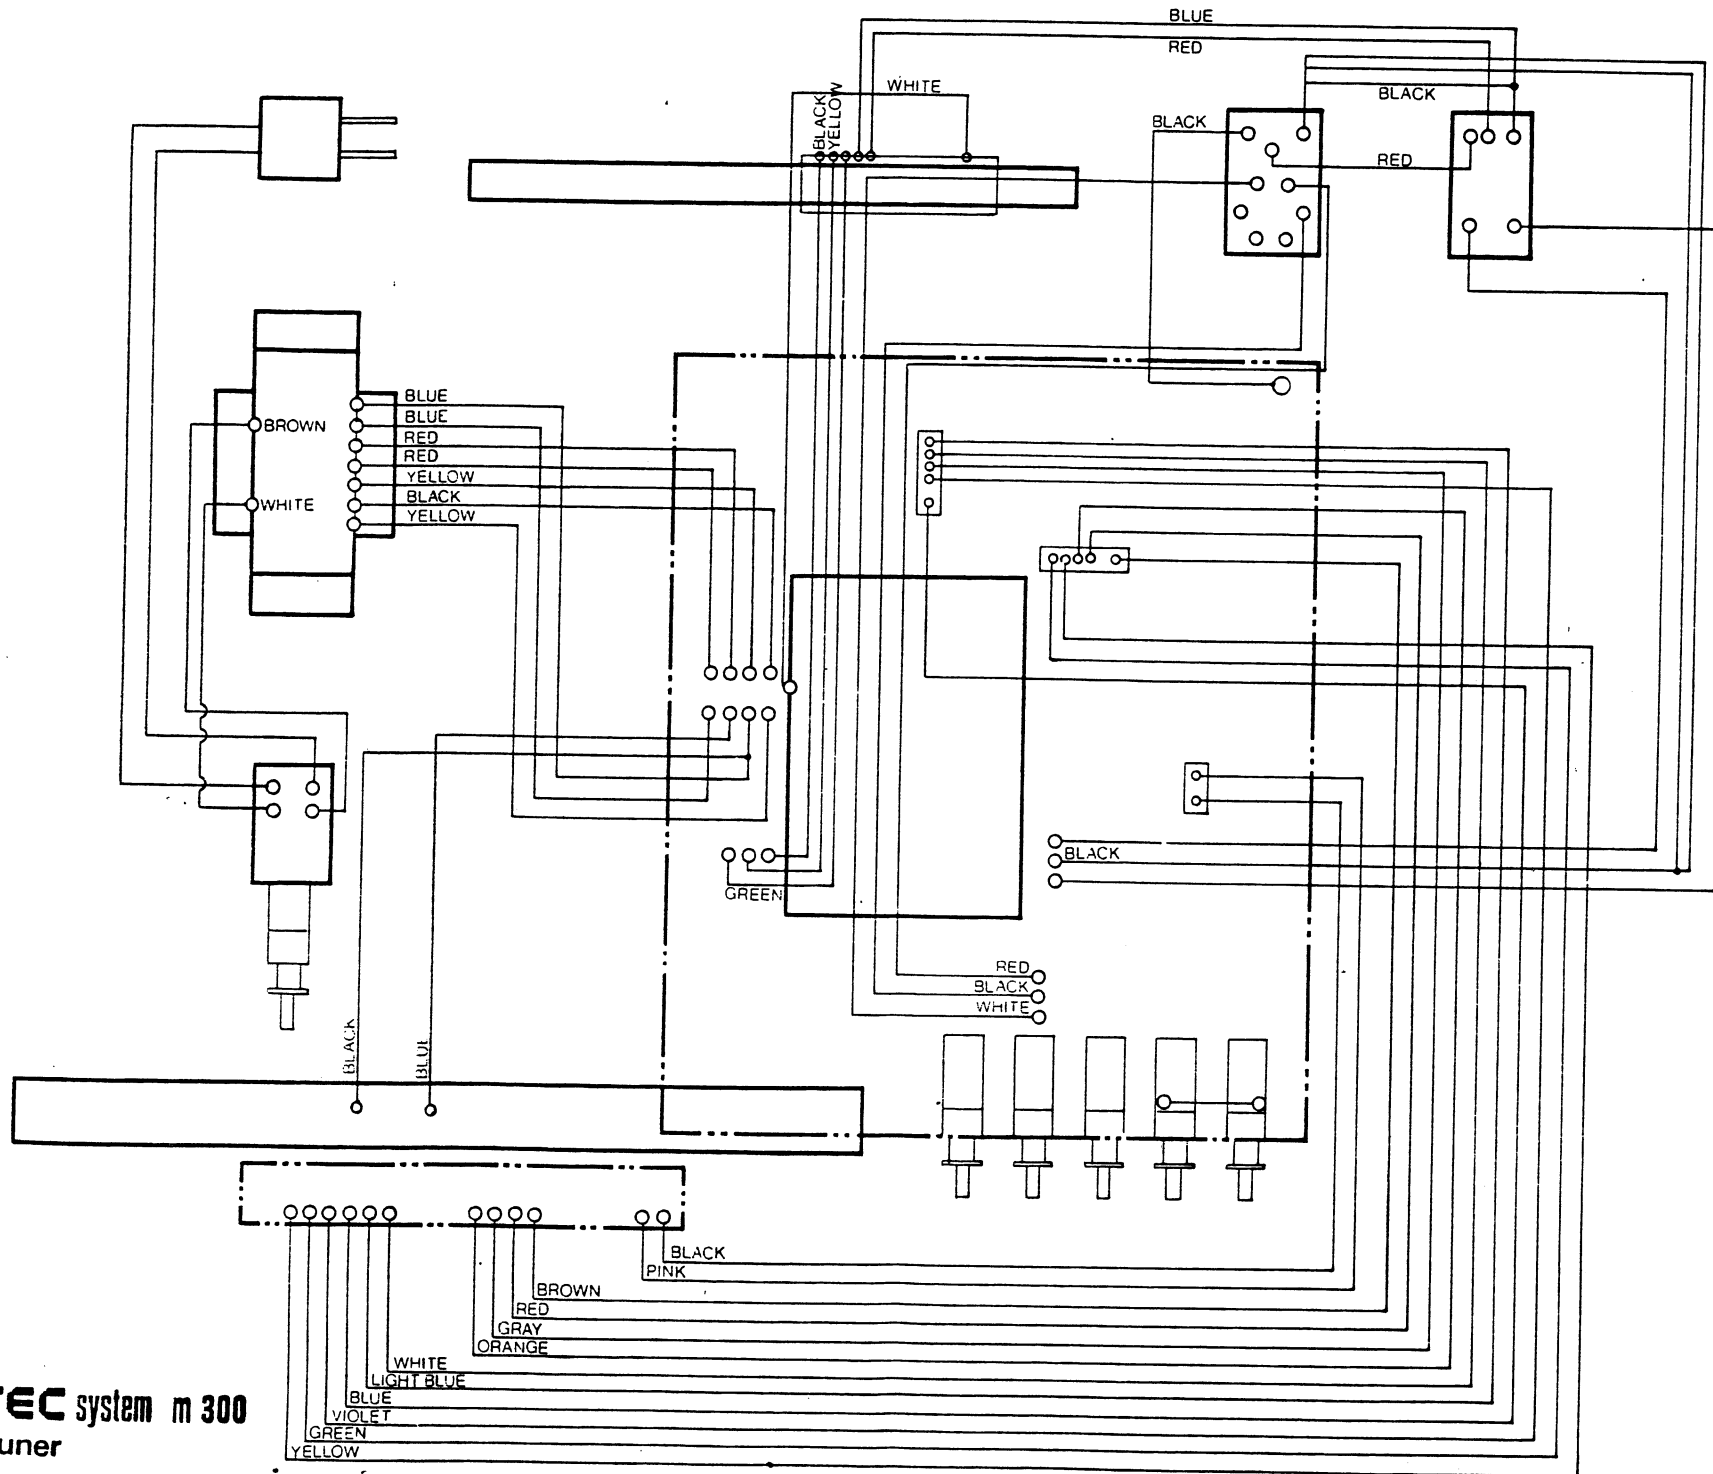 BLUE
RED
WHITE
BLACK
YELLOW
BLACK
BLACK
RED
BLUE
BLUE
BROWN
RED
RED
YELLOW
BLACK
WHITE
YELLOW
BLACK
GREEN
RED
BLACK
WHITE
BLACK
BLUE
BLACK
PINK
BROWN
RED
GRAY
ORANGE
WHITE
LIGHT BLUE
BLUE
VIOLET
GREEN
YELLOW
TEC system m 300
uner